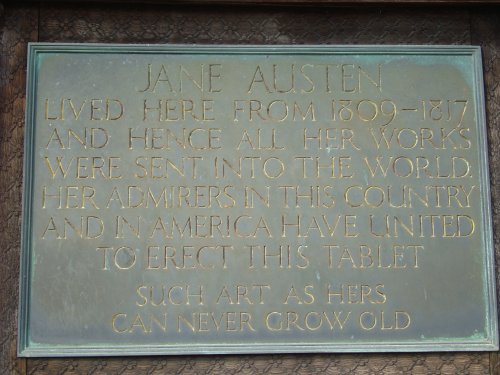 JANE AUSTEN
LIVED HERE FROM 1809-1817
AND HENCE ALL HER WORKS
WERE SENT INTO THE WORLD.
HER ADMIRERS IN THIS COUNTRY
AND IN AMERICA HAVE UNITED
TO ERECT THIS TABLET
SUCH ART AS HERS
CAN NEVER GROW OLD